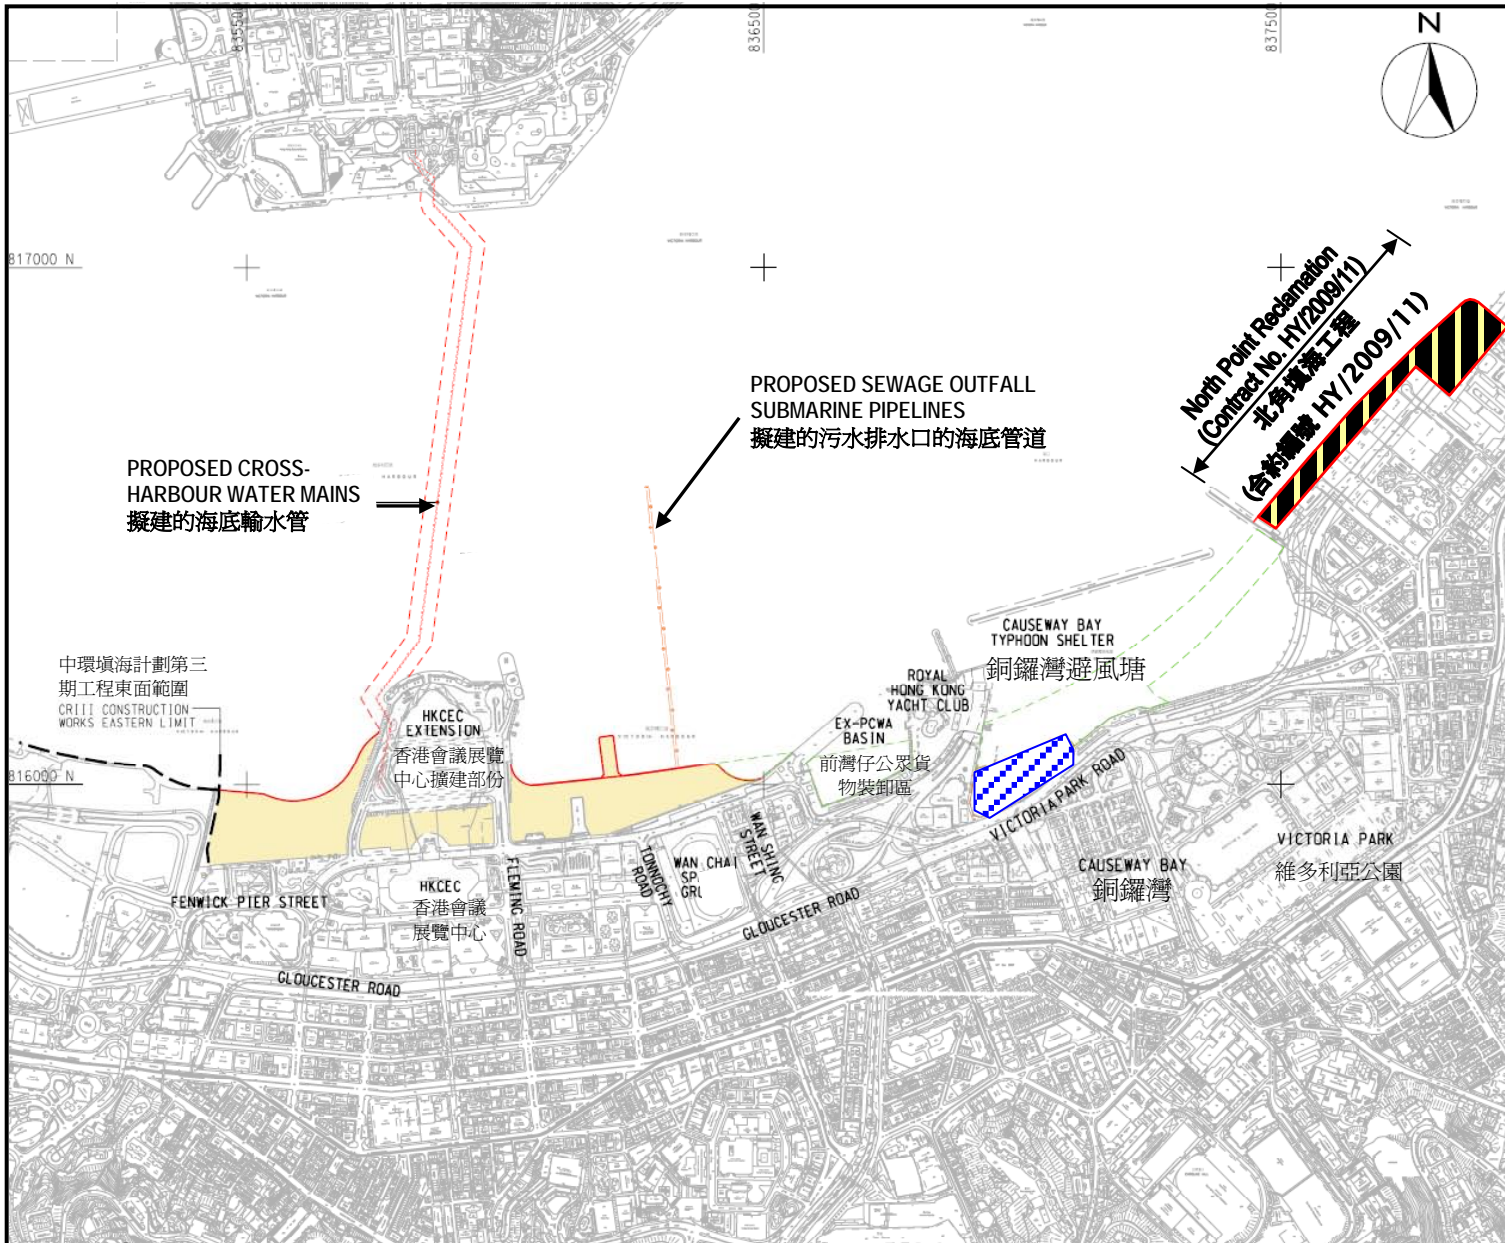 835500
836500
837500
N
817000 N
North Point Reclamation
(Contract No. HY/2009/11)
北角填海工程
(合約編號 HY/2009/11)
PROPOSED SEWAGE OUTFALL
SUBMARINE PIPELINES
擬建的污水排水口的海底管道
PROPOSED CROSS-
HARBOUR WATER MAINS
擬建的海底輸水管
中環填海計劃第三
期工程東面範圍
CRIII CONSTRUCTION
WORKS EASTERN LIMIT
CAUSEWAY BAY
TYPHOON SHELTER
銅鑼灣避風塘
ROYAL
HONG KONG
YACHT CLUB
HKCEC
EXTENSION
香港會議展覽
中心擴建部份
EX-PCWA
BASIN
前灣仔公眾貨
物裝卸區
VICTORIA HARBOUR
816000 N
VICTORIA PARK ROAD
VICTORIA PARK
維多利亞公園
CAUSEWAY BAY
銅鑼灣
WAN SHING
STREET
TONNOCHY
ROAD
WAN CHAI
SP.
GRL
FLEMING ROAD
FENWICK PIER STREET
HKCEC
香港會議
展覽中心
GLOUCESTER ROAD
GLOUCESTER ROAD